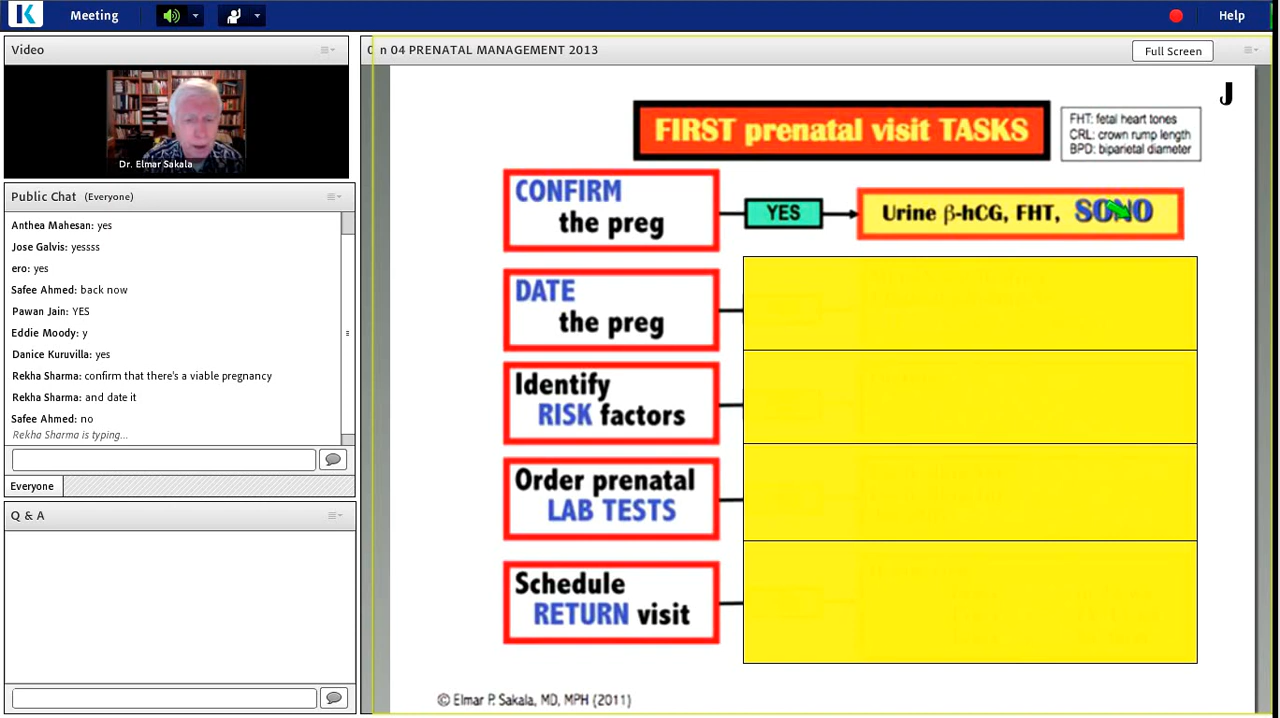 K
Meeting
Help
Video
Dr. Elmar Sakala
Public Chat (Everyone)
Anthea Mahesan: yes
Jose Galvis: yessss
ero: yes
Safee Ahmed: back now
Pawan Jain: YES
Eddie Moody: y
Danice Kuruvilla: yes
Rekha Sharma: confirm that there's a viable pregnancy
Rekha Sharma: and date it
Safee Ahmed: no
Rekha Sharma is typing...
Everyone
Q & A
n 04 PRENATAL MANAGEMENT 2013
Full Screen
J
FIRST prenatal visit TASKS
FHT: fetal heart tones
CRL: crown rump length
BPD: biparietal diameter
CONFIRM
the preg
YES
Urine β-hCG, FHT, SONO
DATE
the preg
Identify
RISK factors
Order prenatal
LAB TESTS
Schedule
RETURN visit
© Elmar P. Sakala, MD, MPH (2011)